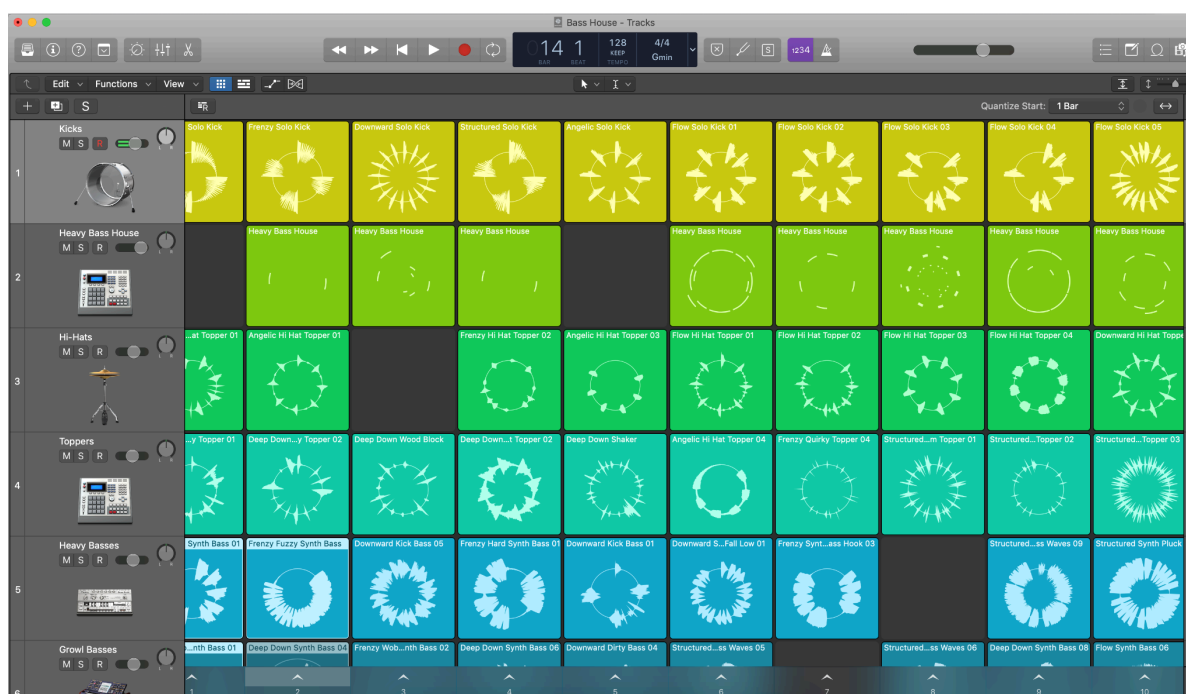 Bass House - Tracks
14 1 128 KEEP 4/4 Gmin
BAR BEAT TEMPO
S
1234
Edit Functions View
S
Quantize Start: 1 Bar
1
Kicks
M S R
Solo Kick
Frenzy Solo Kick
Downward Solo Kick
Structured Solo Kick
Angelic Solo Kick
Flow Solo Kick 01
Flow Solo Kick 02
Flow Solo Kick 03
Flow Solo Kick 04
Flow Solo Kick 05
2
Heavy Bass House
M S R
Heavy Bass House
Heavy Bass House
Heavy Bass House
Heavy Bass House
Heavy Bass House
Heavy Bass House
Heavy Bass House
Heavy Bass House
3
Hi-Hats
M S R
...at Topper 01
Angelic Hi Hat Topper 01
Frenzy Hi Hat Topper 02
Angelic Hi Hat Topper 03
Flow Hi Hat Topper 01
Flow Hi Hat Topper 02
Flow Hi Hat Topper 03
Flow Hi Hat Topper 04
Downward Hi Hat Toppe
4
Toppers
M S R
...y Topper 01
Deep Down...y Topper 02
Deep Down Wood Block
Deep Down...t Topper 02
Deep Down Shaker
Angelic Hi Hat Topper 04
Frenzy Quirky Topper 04
Structured...m Topper 01
Structured...Topper 02
Structured...Topper 03
5
Heavy Basses
M S R
Synth Bass 01
Frenzy Fuzzy Synth Bass
Downward Kick Bass 05
Frenzy Hard Synth Bass 01
Downward Kick Bass 01
Downward S...Fall Low 01
Frenzy Synt...ass Hook 03
Structured...ss Waves 09
Structured Synth Pluck
6
Growl Basses
M S R
...nth Bass 01
Deep Down Synth Bass 04
Frenzy Wob...nth Bass 02
Deep Down Synth Bass 06
Downward Dirty Bass 04
Structured...ss Waves 05
Structured...ss Waves 06
Deep Down Synth Bass 08
Flow Synth Bass 06
1 2 3 4 5 6 7 8 9 10